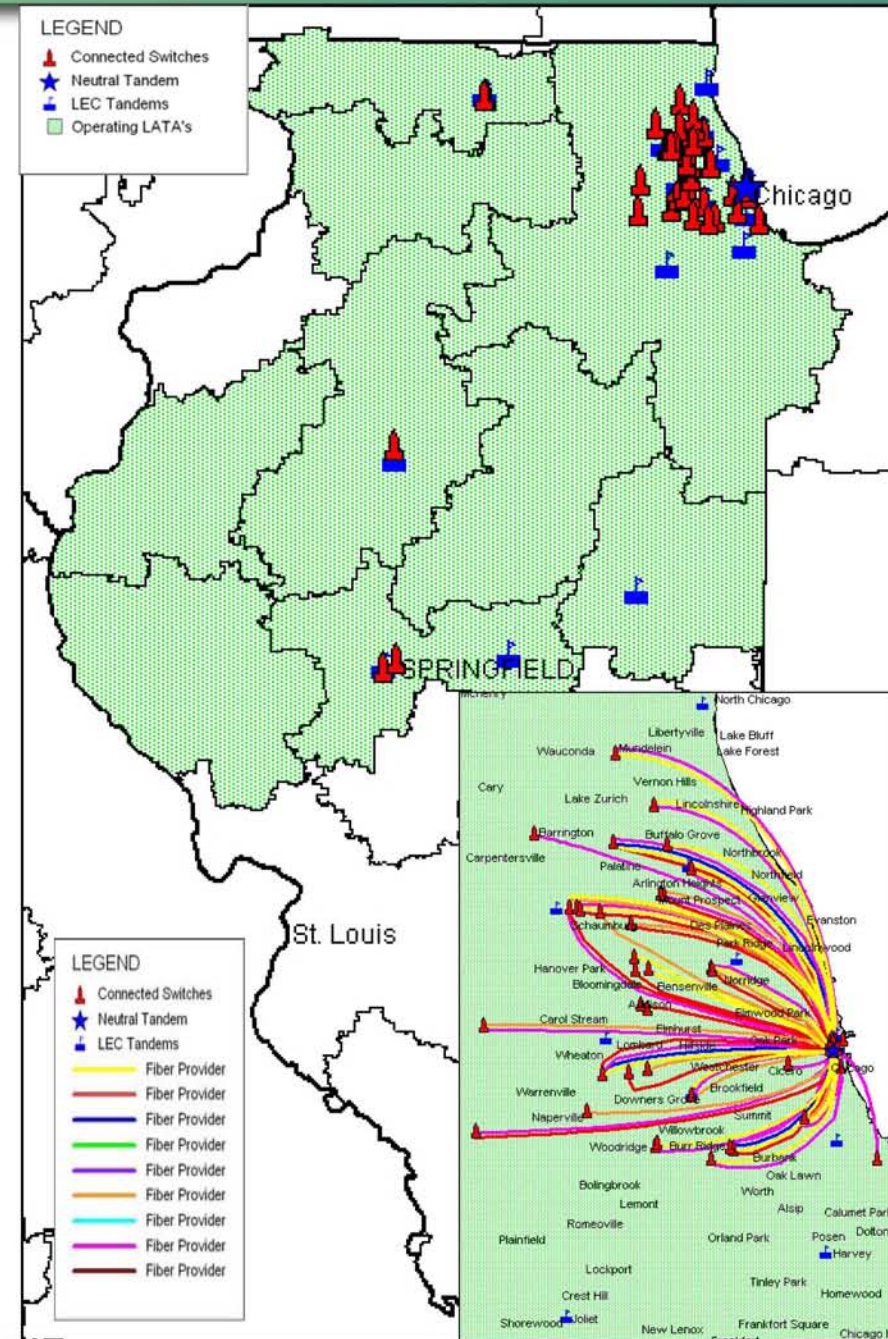 LEGEND
Connected Switches
Neutral Tandem
LEC Tandems
Operating LATA's
Chicago
SPRINGFIELD
St. Louis
LEGEND
Connected Switches
Neutral Tandem
LEC Tandems
Fiber Provider
Fiber Provider
Fiber Provider
Fiber Provider
Fiber Provider
Fiber Provider
Fiber Provider
Fiber Provider
Fiber Provider
North Chicago
Libertyville
Lake Bluff
Wauconda
Mundelein
Lake Forest
Vernon Hills
Cary
Lake Zurich
Lincolnshire
Highland Park
Barrington
Buffalo Grove
Northbrook
Carpentersville
Palatine
Northfield
Arlington Heights
Mount Prospect
Glenview
Evanston
Schaumburg
Des Plaines
Park Ridge
Lincolnwood
Hanover Park
Norridge
Bloomingdale
Bensenville
Addison
Elmwood Park
Carol Stream
Elmhurst
Oak Park
Lombard
Hillside
Wheaton
Westchester
Cicero
Chicago
Warrenville
Downers Grove
Brookfield
Naperville
Summit
Willowbrook
Woodridge
Burr Ridge
Burbank
Oak Lawn
Bolingbrook
Worth
Lemont
Alsip
Calumet Par
Romeoville
Plainfield
Orland Park
Posen
Dolton
Harvey
Lockport
Tinley Park
Crest Hill
Homewood
Shorewood
Joliet
New Lenox
Frankfort Square
Chicago